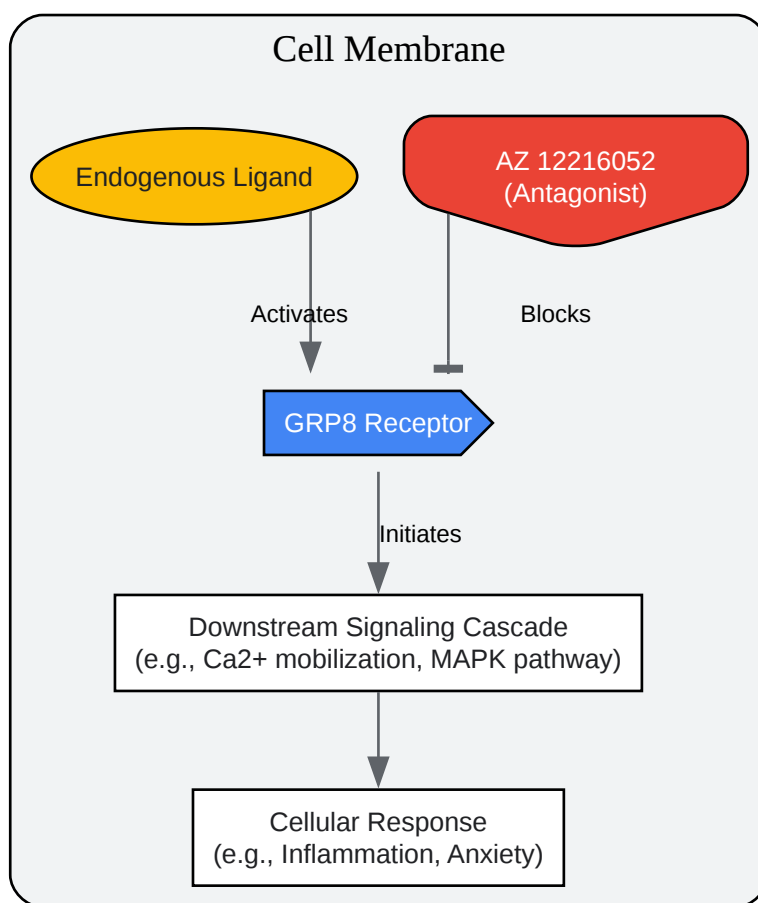 Cell Membrane
Endogenous Ligand
AZ 12216052
(Antagonist)
Activates
Blocks
GRP8 Receptor
Initiates
Downstream Signaling Cascade
(e.g., Ca2+ mobilization, MAPK pathway)
Cellular Response
(e.g., Inflammation, Anxiety)